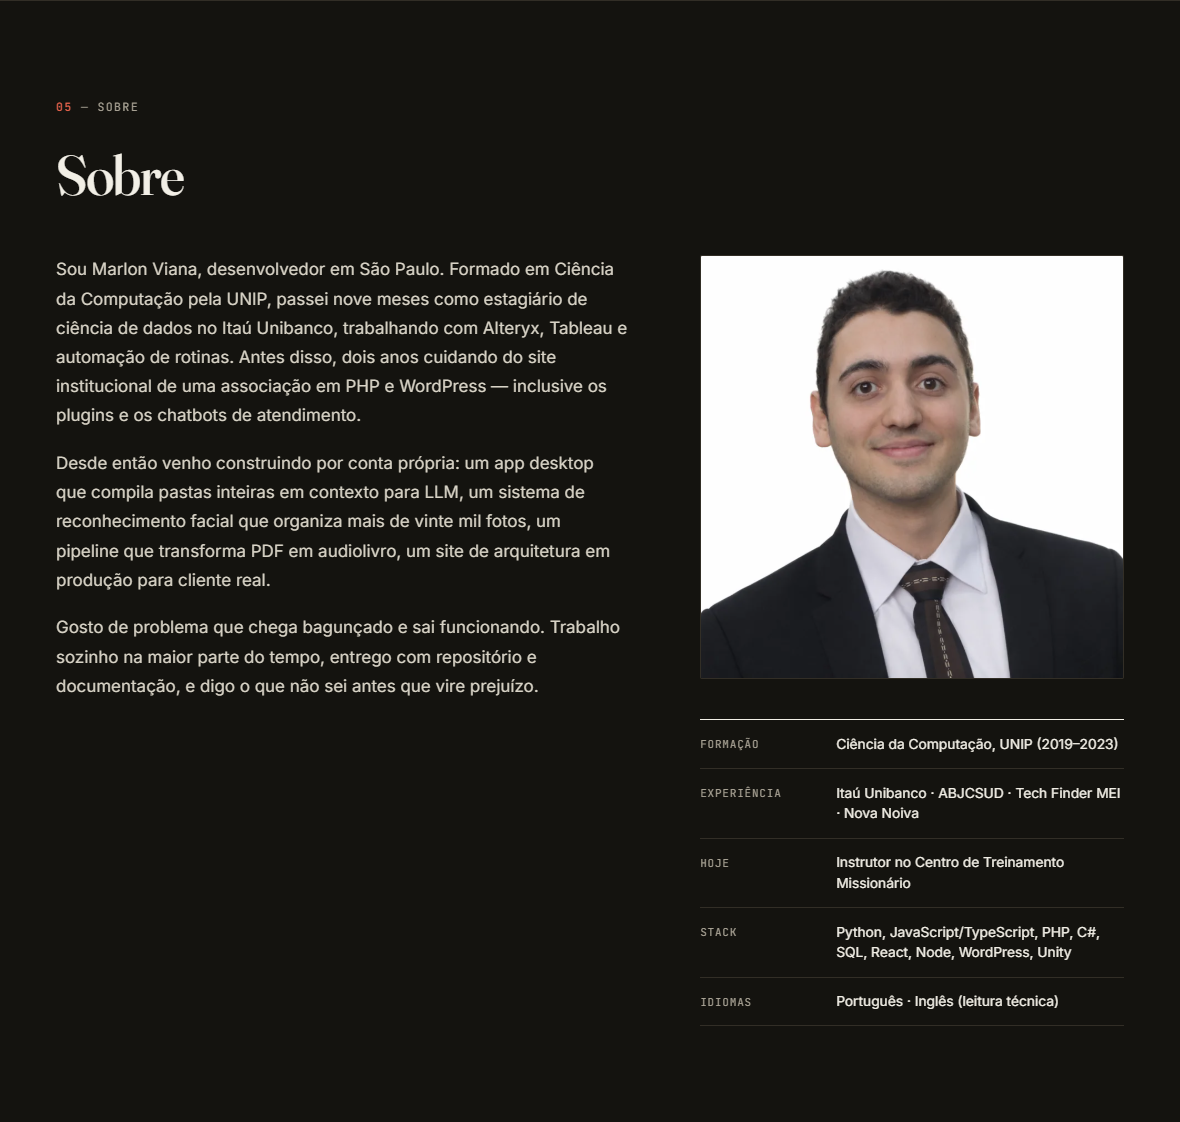 05 — SOBRE
Sobre
Sou Marlon Viana, desenvolvedor em São Paulo. Formado em Ciência
da Computação pela UNIP, passei nove meses como estagiário de
ciência de dados no Itaú Unibanco, trabalhando com Alteryx, Tableau e
automação de rotinas. Antes disso, dois anos cuidando do site
institucional de uma associação em PHP e WordPress — inclusive os
plugins e os chatbots de atendimento.
Desde então venho construindo por conta própria: um app desktop
que compila pastas inteiras em contexto para LLM, um sistema de
reconhecimento facial que organiza mais de vinte mil fotos, um
pipeline que transforma PDF em audiolivro, um site de arquitetura em
produção para cliente real.
Gosto de problema que chega bagunçado e sai funcionando. Trabalho
sozinho na maior parte do tempo, entrego com repositório e
documentação, e digo o que não sei antes que vire prejuízo.
FORMAÇÃO
Ciência da Computação, UNIP (2019–2023)
EXPERIÊNCIA
Itaú Unibanco · ABJCSUD · Tech Finder MEI
· Nova Noiva
HOJE
Instrutor no Centro de Treinamento
Missionário
STACK
Python, JavaScript/TypeScript, PHP, C#,
SQL, React, Node, WordPress, Unity
IDIOMAS
Português · Inglês (leitura técnica)